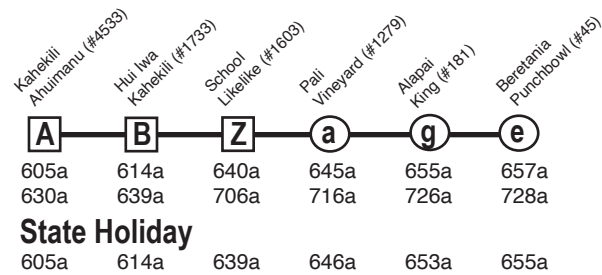 Kahekili
Ahuimanu (#4533)
Hui Iwa
Kahekili (#1733)
School
Likelike (#1603)
Pali
Vineyard (#1279)
Alapai
King (#181)
Beretania
Punchbowl (#45)
A B Z a g e
605a 614a 640a 645a 655a 657a
630a 639a 706a 716a 726a 728a
State Holiday
605a 614a 639a 646a 653a 655a